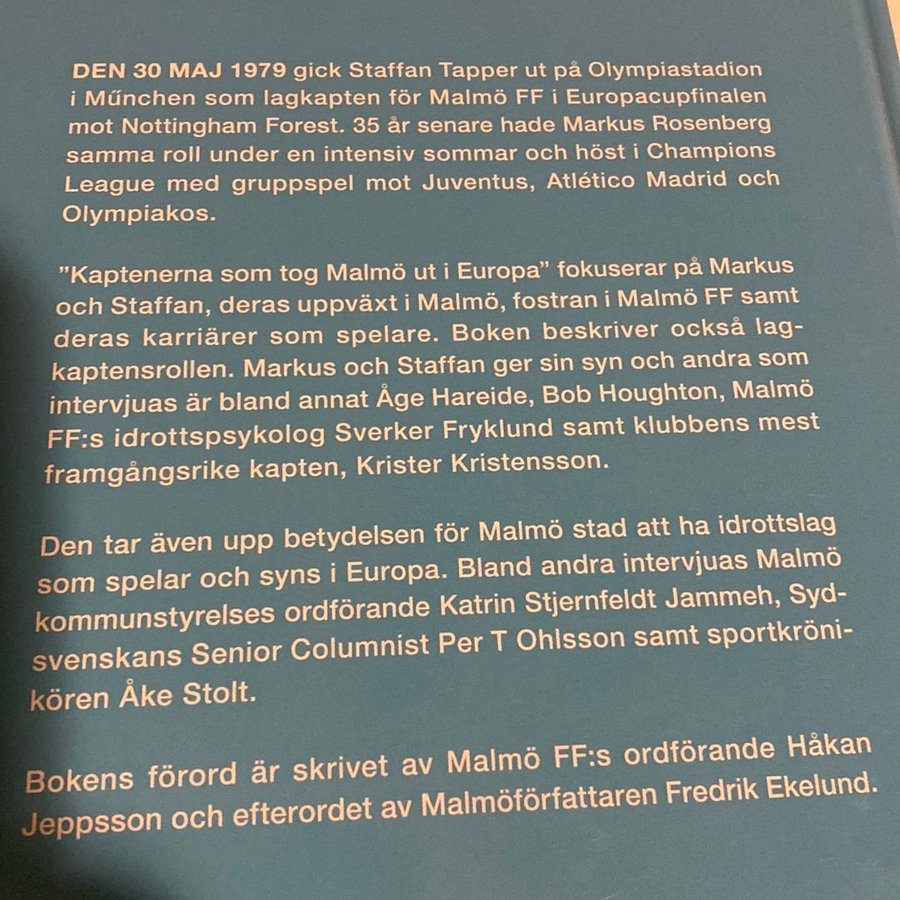 DEN 30 MAJ 1979 gick Staffan Tapper ut på Olympiastadion
i Műnchen som lagkapten för Malmö FF i Europacupfinalen
mot Nottingham Forest. 35 år senare hade Markus Rosenberg
samma roll under en intensiv sommar och höst i Champions
League med gruppspel mot Juventus, Atlético Madrid och
Olympiakos.
”Kaptenerna som tog Malmö ut i Europa” fokuserar på Markus
och Staffan, deras uppväxt i Malmö, fostran i Malmö FF samt
deras karriärer som spelare. Boken beskriver också lag-
kaptensrollen. Markus och Staffan ger sin syn och andra som
intervjuas är bland annat Åge Hareide, Bob Houghton, Malmö
FF:s idrottspsykolog Sverker Fryklund samt klubbens mest
framgångsrike kapten, Krister Kristensson.
Den tar även upp betydelsen för Malmö stad att ha idrottslag
som spelar och syns i Europa. Bland andra intervjuas Malmö
kommunstyrelses ordförande Katrin Stjernfeldt Jammeh, Syd-
svenskans Senior Columnist Per T Ohlsson samt sportkröni-
kören Åke Stolt.
Bokens förord är skrivet av Malmö FF:s ordförande Håkan
Jeppsson och efterordet av Malmöförfattaren Fredrik Ekelund.